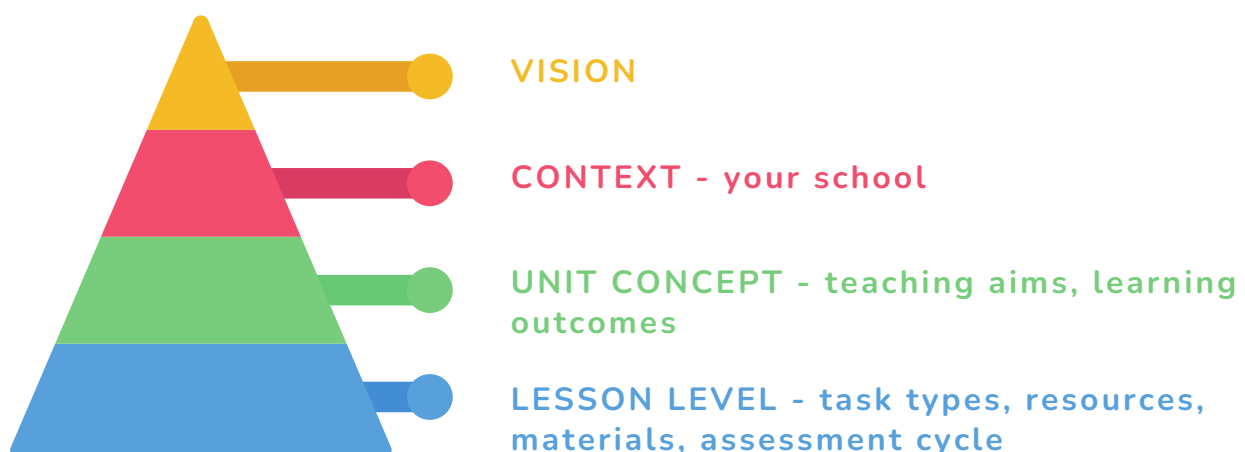 VISION
CONTEXT - your school
UNIT CONCEPT - teaching aims, learning
outcomes
LESSON LEVEL - task types, resources,
materials, assessment cycle